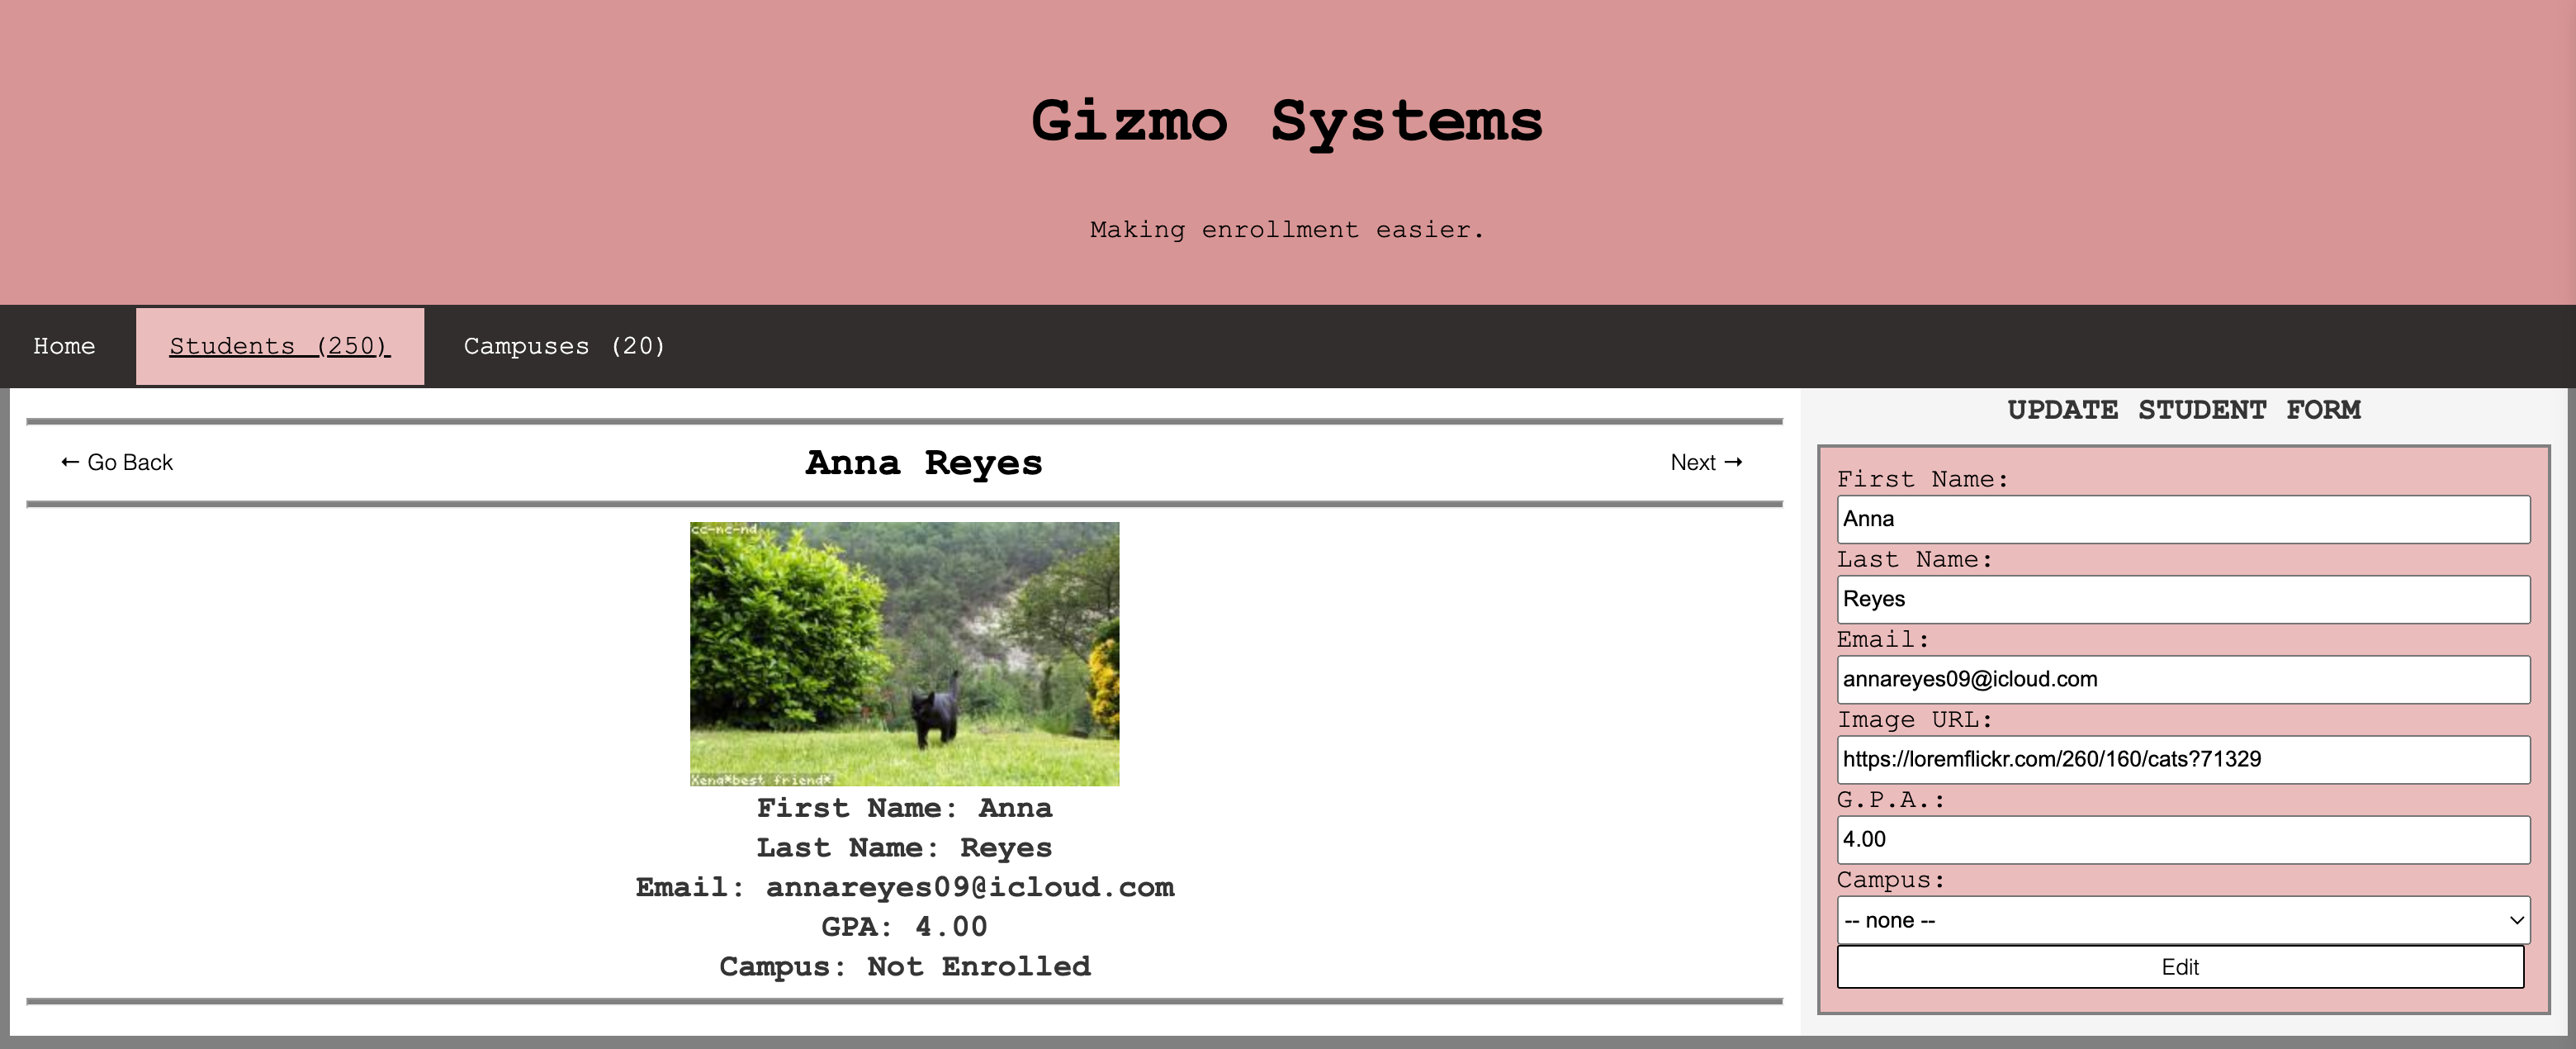 Gizmo Systems
Making enrollment easier.
Home
Students (250)
Campuses (20)
← Go Back
Anna Reyes
Next →
cc-nc-nd
Xena*best friend*
First Name: Anna
Last Name: Reyes
Email: annareyes09@icloud.com
GPA: 4.00
Campus: Not Enrolled
UPDATE STUDENT FORM
First Name:
Anna
Last Name:
Reyes
Email:
annareyes09@icloud.com
Image URL:
https://loremflickr.com/260/160/cats?71329
G.P.A.:
4.00
Campus:
-- none --
Edit